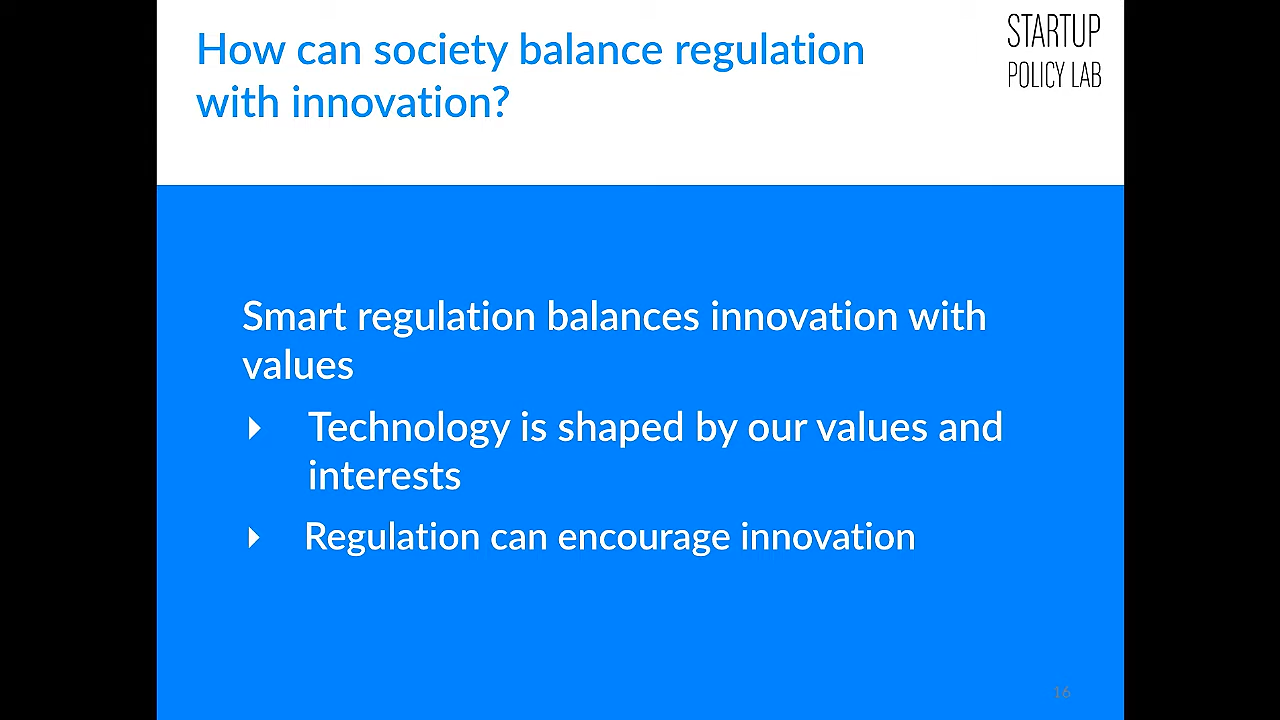 How can society balance regulation
with innovation?
STARTUP
POLICY LAB
Smart regulation balances innovation with
values
Technology is shaped by our values and
interests
Regulation can encourage innovation
16